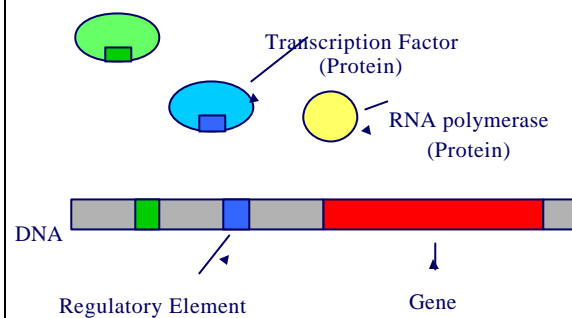 Transcription Factor
(Protein)
RNA polymerase
(Protein)
DNA
Regulatory Element
Gene